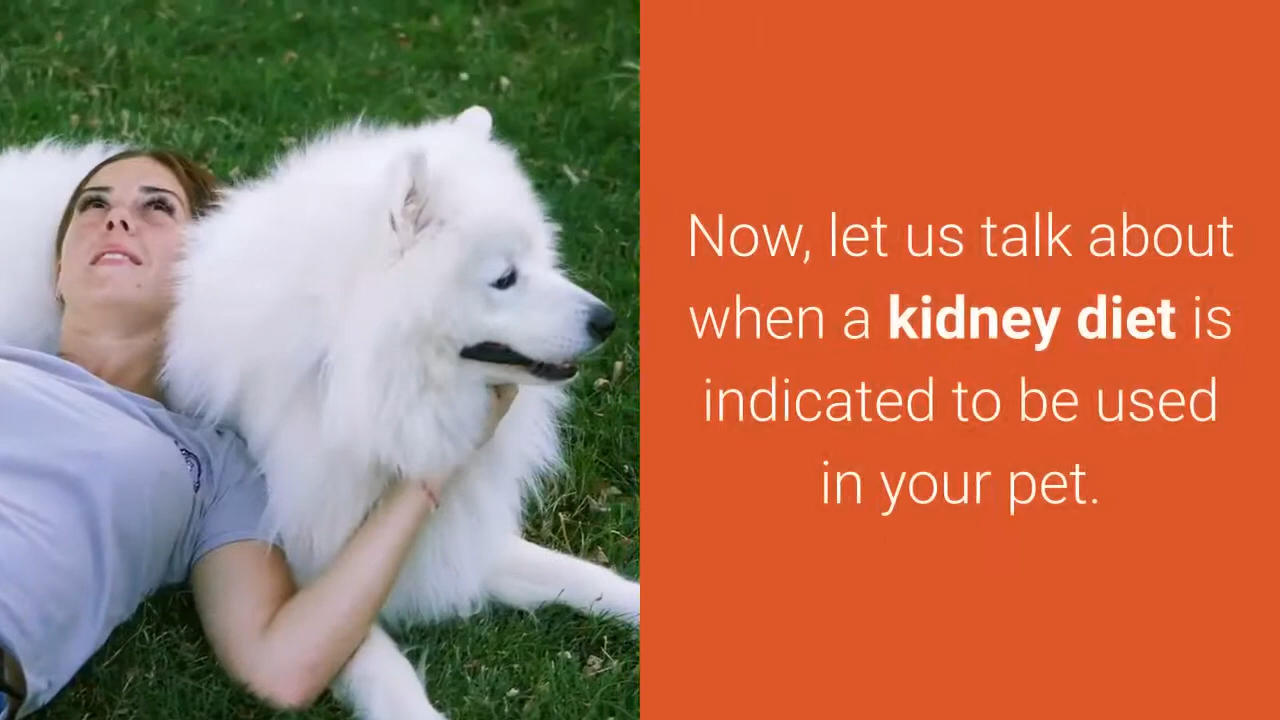 Now, let us talk about
when a kidney diet is
indicated to be used
in your pet.